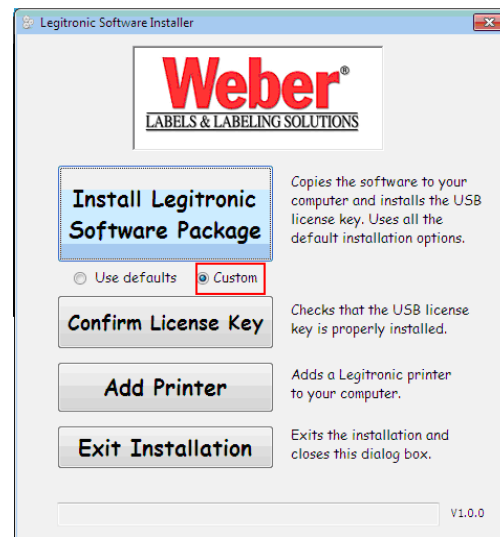 Legitronic Software Installer
Weber®
LABELS & LABELING SOLUTIONS
Install Legitronic
Software Package
Copies the software to your
computer and installs the USB
license key. Uses all the
default installation options.
Use defaults
Custom
Confirm License Key
Checks that the USB license
key is properly installed.
Add Printer
Adds a Legitronic printer
to your computer.
Exit Installation
Exits the installation and
closes this dialog box.
V1.0.0